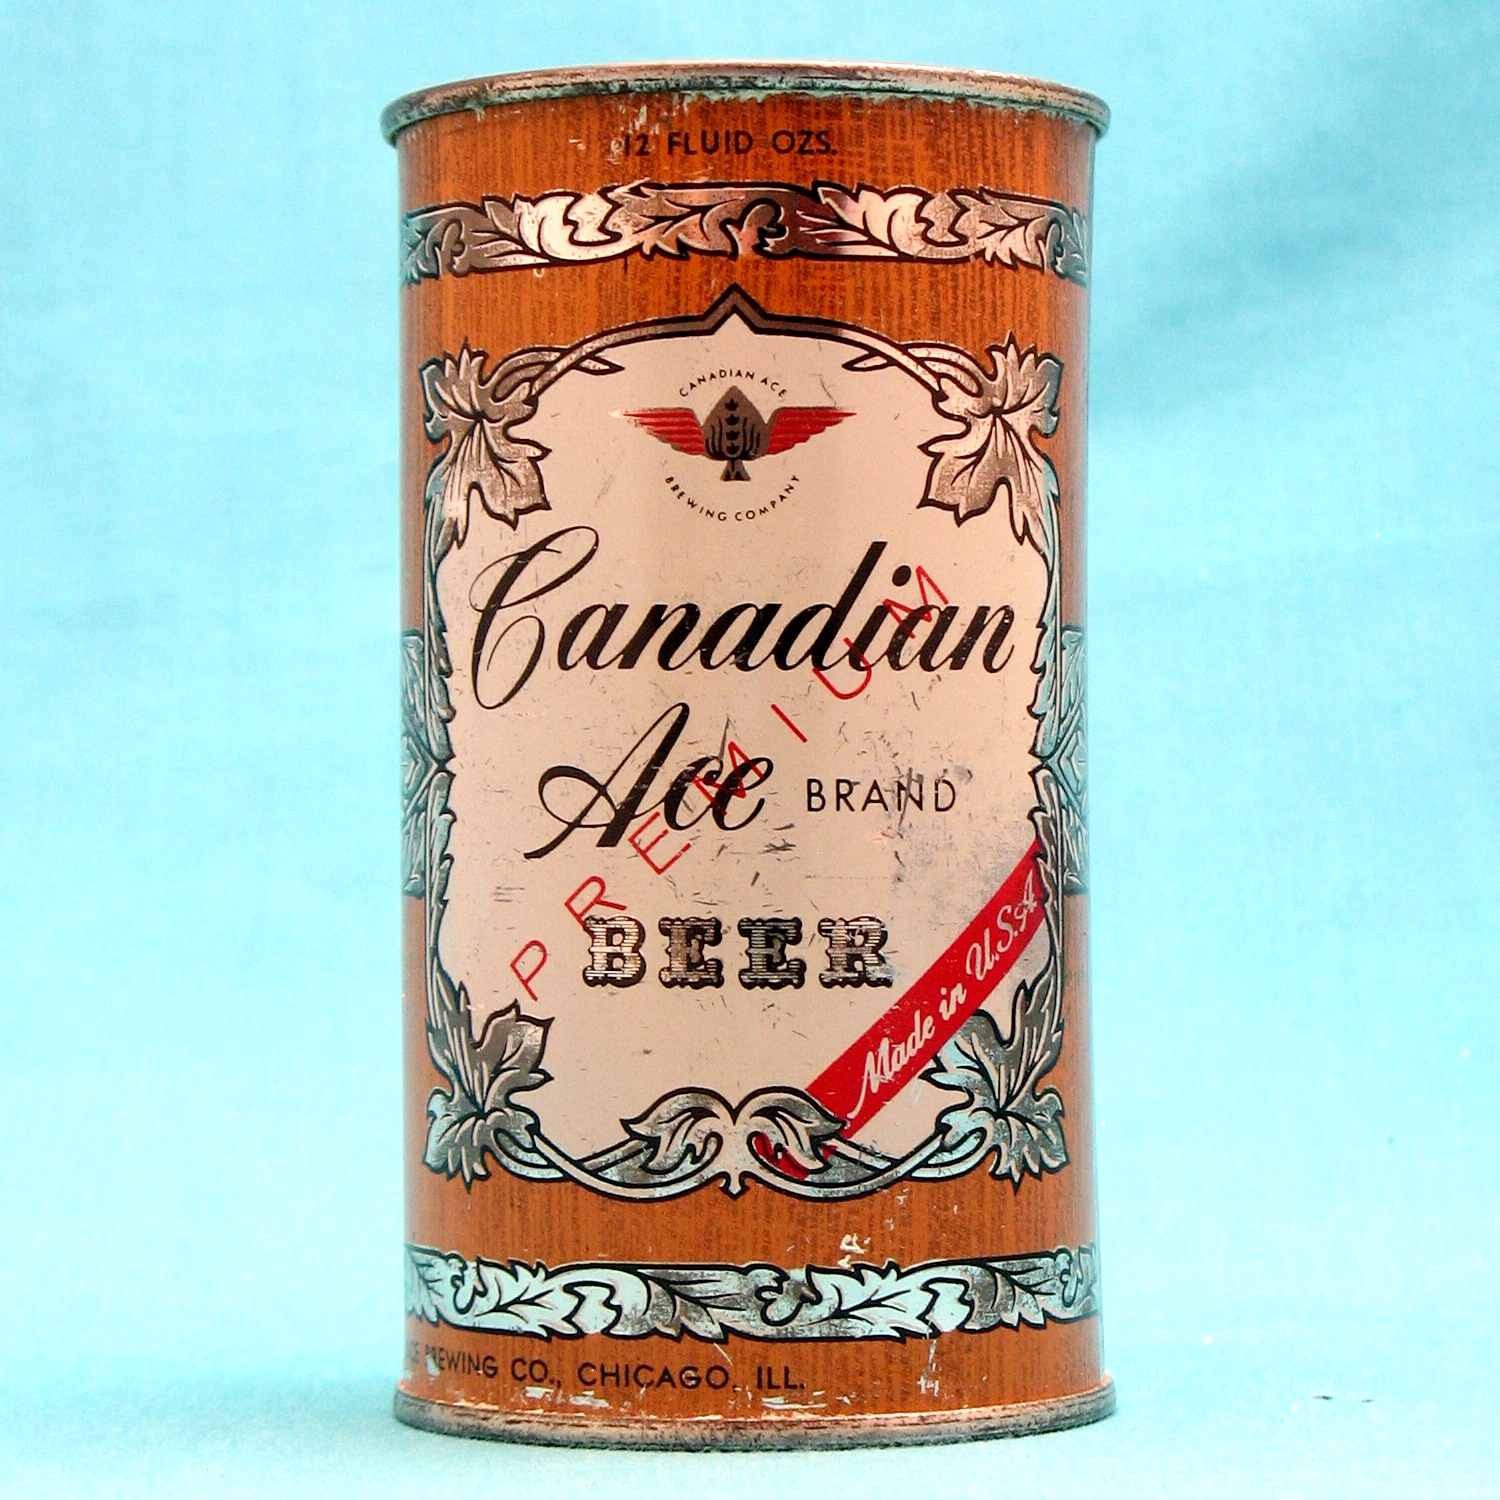 12 FLUID OZS.
CANADIAN ACE
BREWING COMPANY
Canadian
Ace BRAND
PREMIUM
BEER
Made in U.S.A.
BREWING CO., CHICAGO, ILL.